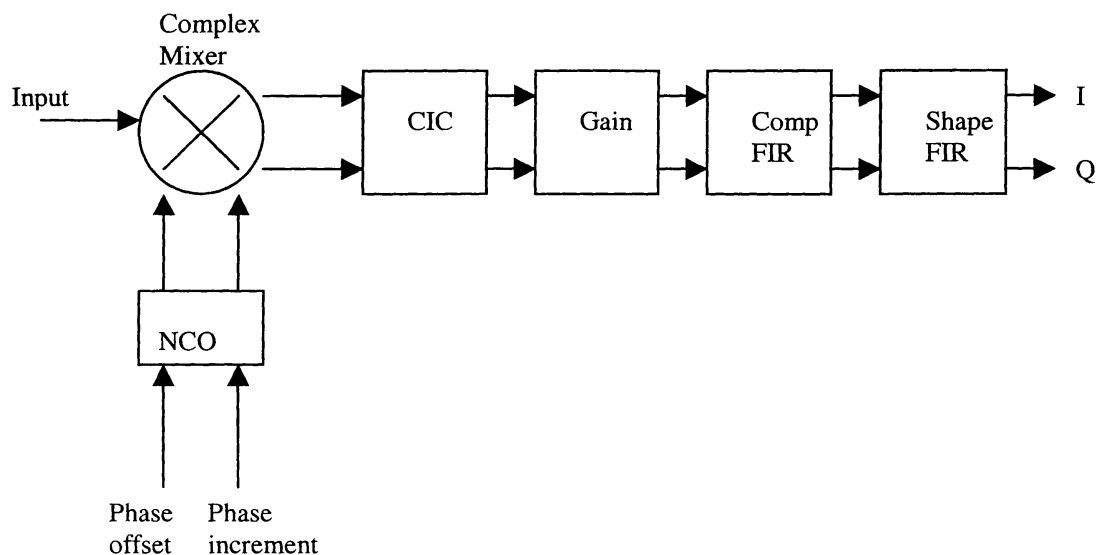 Complex
Mixer
Input
CIC
Gain
Comp
FIR
Shape
FIR
I
Q
NCO
Phase
offset
Phase
increment